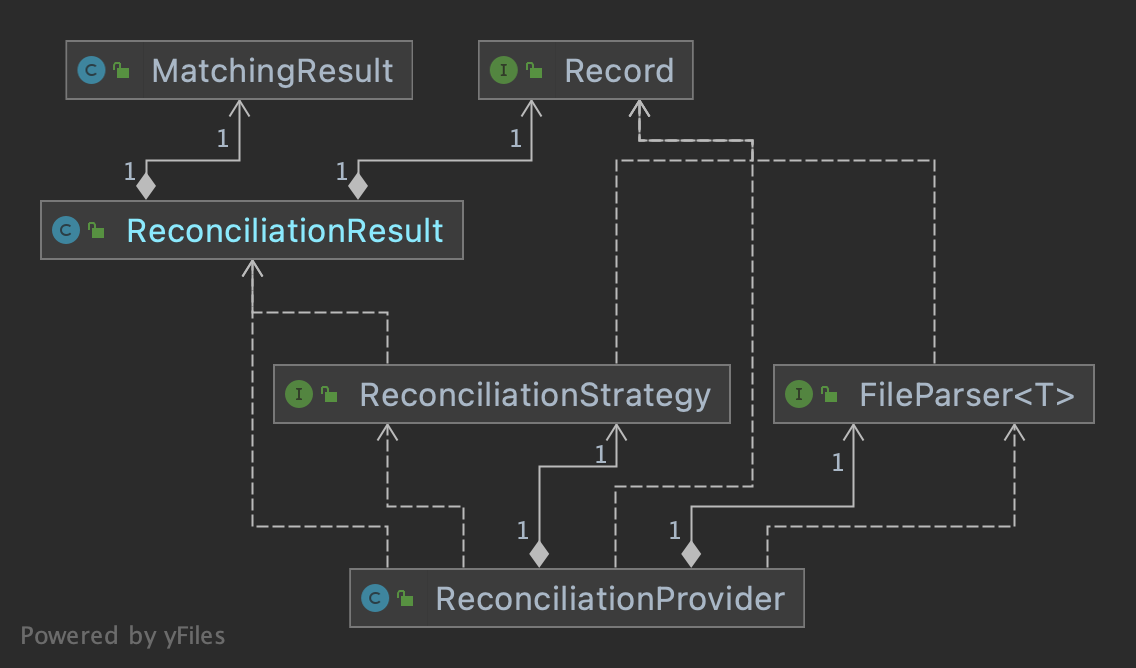 C MatchingResult
I Record
1
1
1
1
C ReconciliationResult
I ReconciliationStrategy
I FileParser<T>
1
1
1
1
C ReconciliationProvider
Powered by yFiles